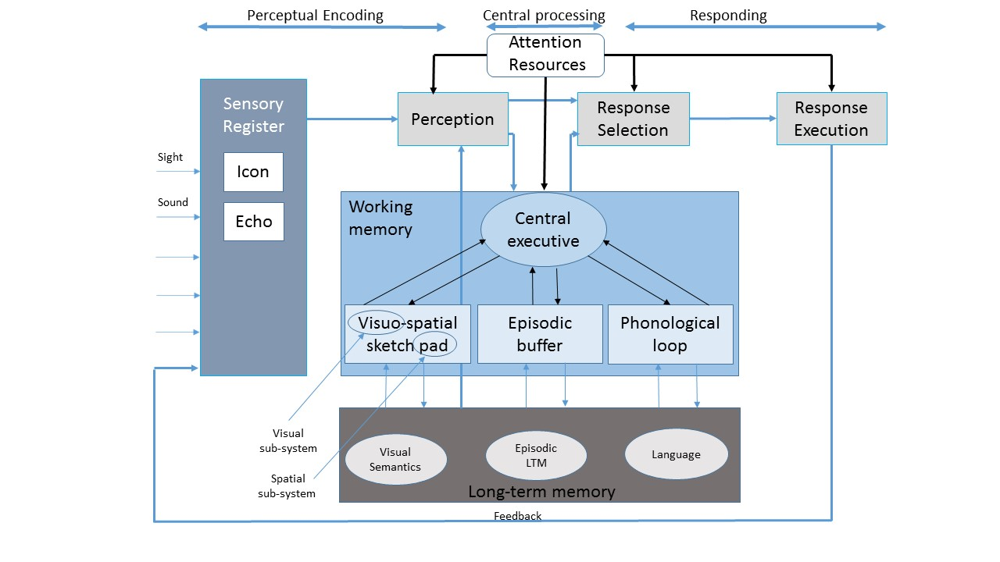 Perceptual Encoding
Central processing
Responding
Attention
Resources
Sensory
Register
Perception
Response
Selection
Response
Execution
Sight
Icon
Sound
Echo
Working
memory
Central
executive
Visuo-spatial
sketch pad
Episodic
buffer
Phonological
loop
Visual
sub-system
Spatial
sub-system
Visual
Semantics
Episodic
LTM
Language
Long-term memory
Feedback